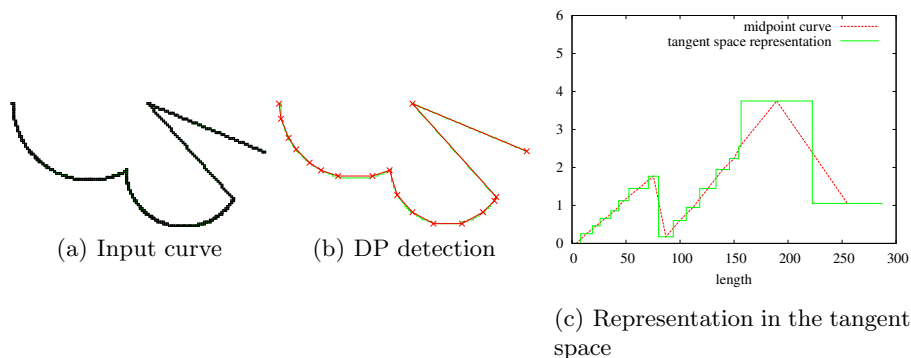 (a) Input curve
(b) DP detection
6
5
4
3
2
1
0
midpoint curve
tangent space representation
0 50 100 150 200 250 300
length
(c) Representation in the tangent
space